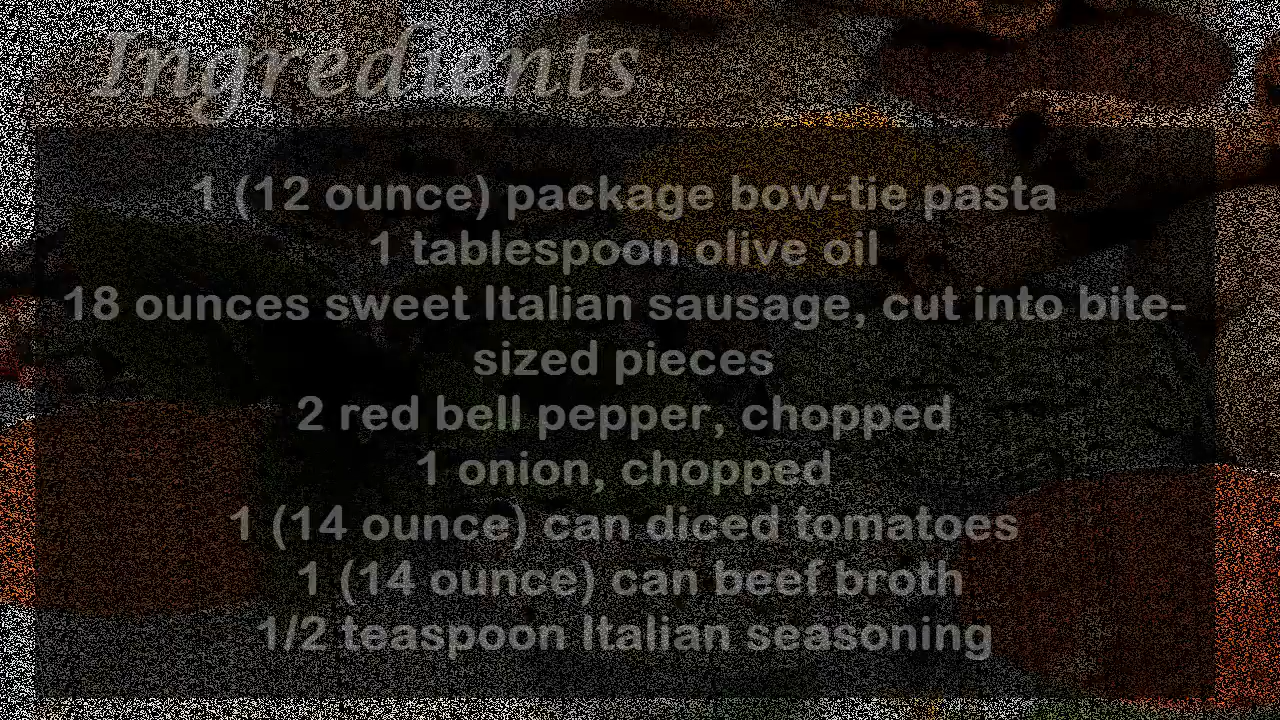 Ingredients
1 (12 ounce) package bow-tie pasta
1 tablespoon olive oil
18 ounces sweet Italian sausage, cut into bite-
sized pieces
2 red bell pepper, chopped
1 onion, chopped
1 (14 ounce) can diced tomatoes
1 (14 ounce) can beef broth
1/2 teaspoon Italian seasoning